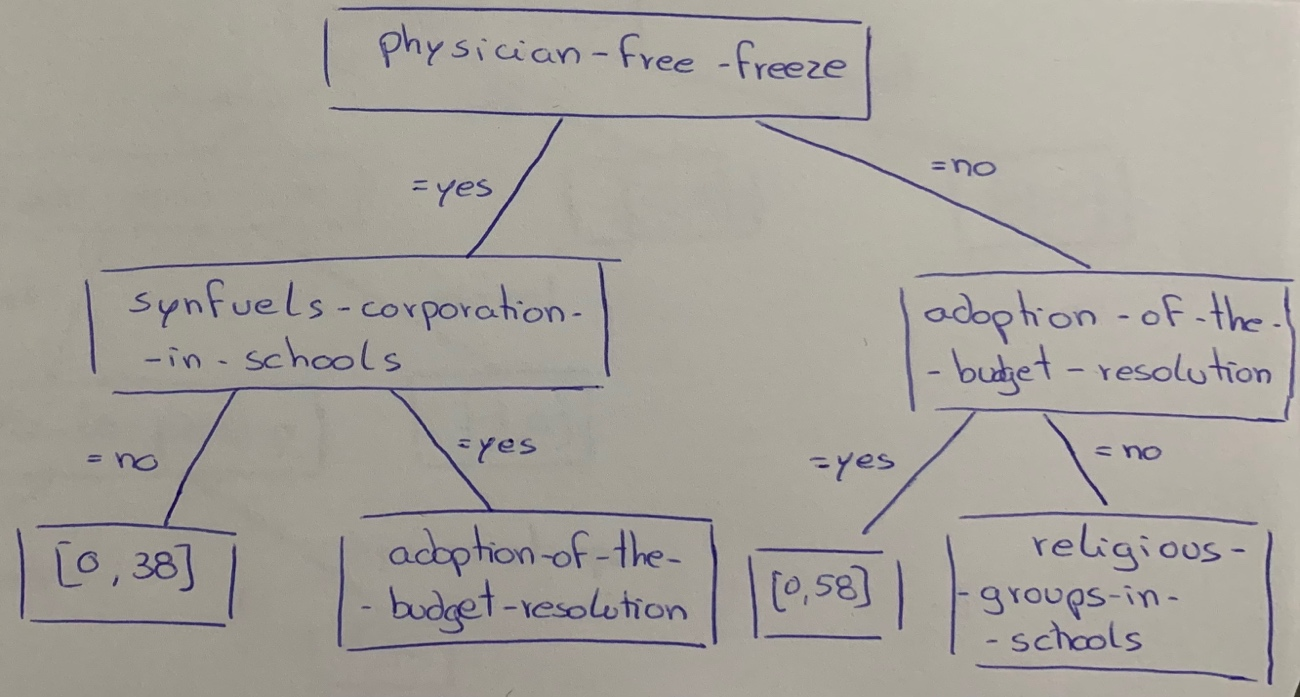 physician-free-freeze
=yes
=no
synfuels-corporation-
-in-schools
adoption-of-the-
-budget-resolution
=no
=yes
=yes
=no
[0,38]
adoption-of-the-
-budget-resolution
[0,58]
religious-
-groups-in-
-schools